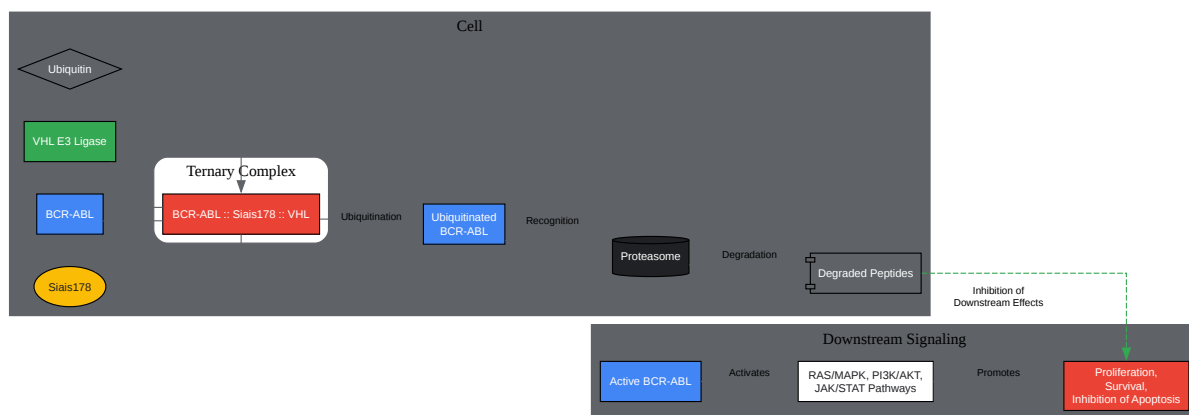 Cell
Ubiquitin
VHL E3 Ligase
BCR-ABL
Siais178
Ternary Complex
BCR-ABL :: Siais178 :: VHL
Ubiquitination
Ubiquitinated
BCR-ABL
Recognition
Proteasome
Degradation
Degraded Peptides
Inhibition of
Downstream Effects
Downstream Signaling
Active BCR-ABL
Activates
RAS/MAPK, PI3K/AKT,
JAK/STAT Pathways
Promotes
Proliferation,
Survival,
Inhibition of Apoptosis